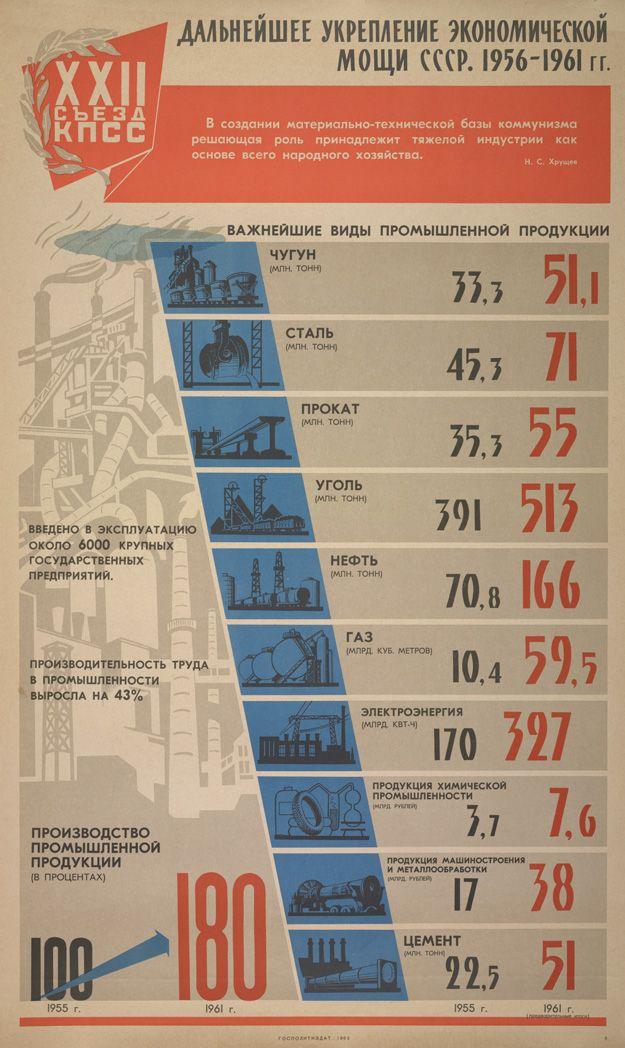 ДАЛЬНЕЙШЕЕ УКРЕПЛЕНИЕ ЭКОНОМИЧЕСКОЙ
МОЩИ СССР. 1956-1961 ГГ.
XXII
СЪЕЗД
КПСС
В создании материально-технической базы коммунизма
решающая роль принадлежит тяжелой индустрии как
основе всего народного хозяйства.
Н. С. Хрущев
ВАЖНЕЙШИЕ ВИДЫ ПРОМЫШЛЕННОЙ ПРОДУКЦИИ
ЧУГУН
(МЛН. ТОНН)
33,3 51,1
СТАЛЬ
(МЛН. ТОНН)
45,3 71
ПРОКАТ
(МЛН. ТОНН)
35,3 55
УГОЛЬ
(МЛН. ТОНН)
391 513
НЕФТЬ
(МЛН. ТОНН)
70,8 166
ГАЗ
(МЛРД. КУБ. МЕТРОВ)
10,4 59,5
ЭЛЕКТРОЭНЕРГИЯ
(МЛРД. КВТ-Ч)
170 327
ПРОДУКЦИЯ ХИМИЧЕСКОЙ
ПРОМЫШЛЕННОСТИ
(МЛРД. РУБЛЕЙ)
3,7 7,6
ПРОДУКЦИЯ МАШИНОСТРОЕНИЯ
И МЕТАЛЛООБРАБОТКИ
(МЛРД. РУБЛЕЙ)
17 38
ЦЕМЕНТ
(МЛН. ТОНН)
22,5 51
1955 г. 1961 г.
(предварительные итоги)
ВВЕДЕНО В ЭКСПЛУАТАЦИЮ
ОКОЛО 6000 КРУПНЫХ
ГОСУДАРСТВЕННЫХ
ПРЕДПРИЯТИЙ.
ПРОИЗВОДИТЕЛЬНОСТЬ ТРУДА
В ПРОМЫШЛЕННОСТИ
ВЫРОСЛА НА 43%
ПРОИЗВОДСТВО
ПРОМЫШЛЕННОЙ
ПРОДУКЦИИ
(В ПРОЦЕНТАХ)
100 180
1955 г. 1961 г.
ГОСПОЛИТИЗДАТ 1962